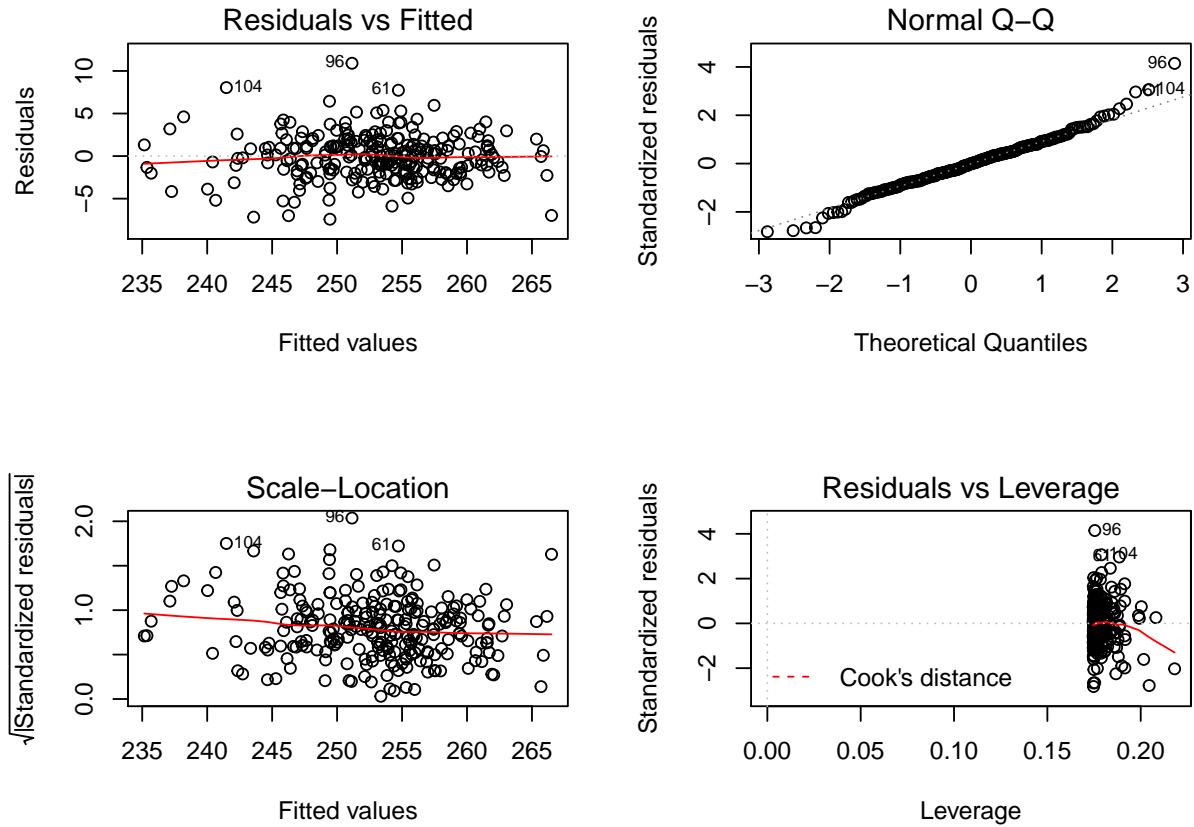 Residuals vs Fitted
Residuals
10
5
0
−5
96
104
61
235 240 245 250 255 260 265
Fitted values
Normal Q−Q
Standardized residuals
4
2
0
−2
96
61
104
−3 −2 −1 0 1 2 3
Theoretical Quantiles
Scale−Location
√|Standardized residuals|
2.0
1.0
0.0
96
104
61
235 240 245 250 255 260 265
Fitted values
Residuals vs Leverage
Standardized residuals
4
2
0
−2
96
61
104
Cook's distance
0.00 0.05 0.10 0.15 0.20
Leverage